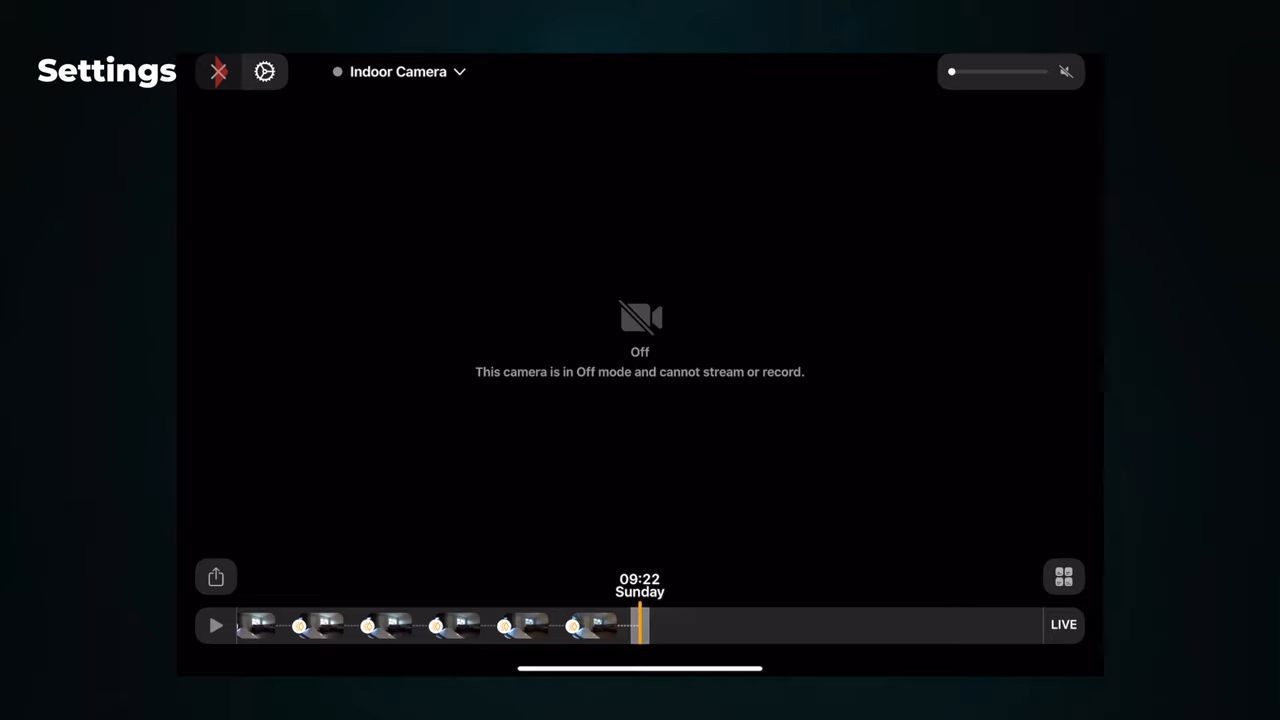 Settings
Indoor Camera
Off
This camera is in Off mode and cannot stream or record.
09:22
Sunday
LIVE